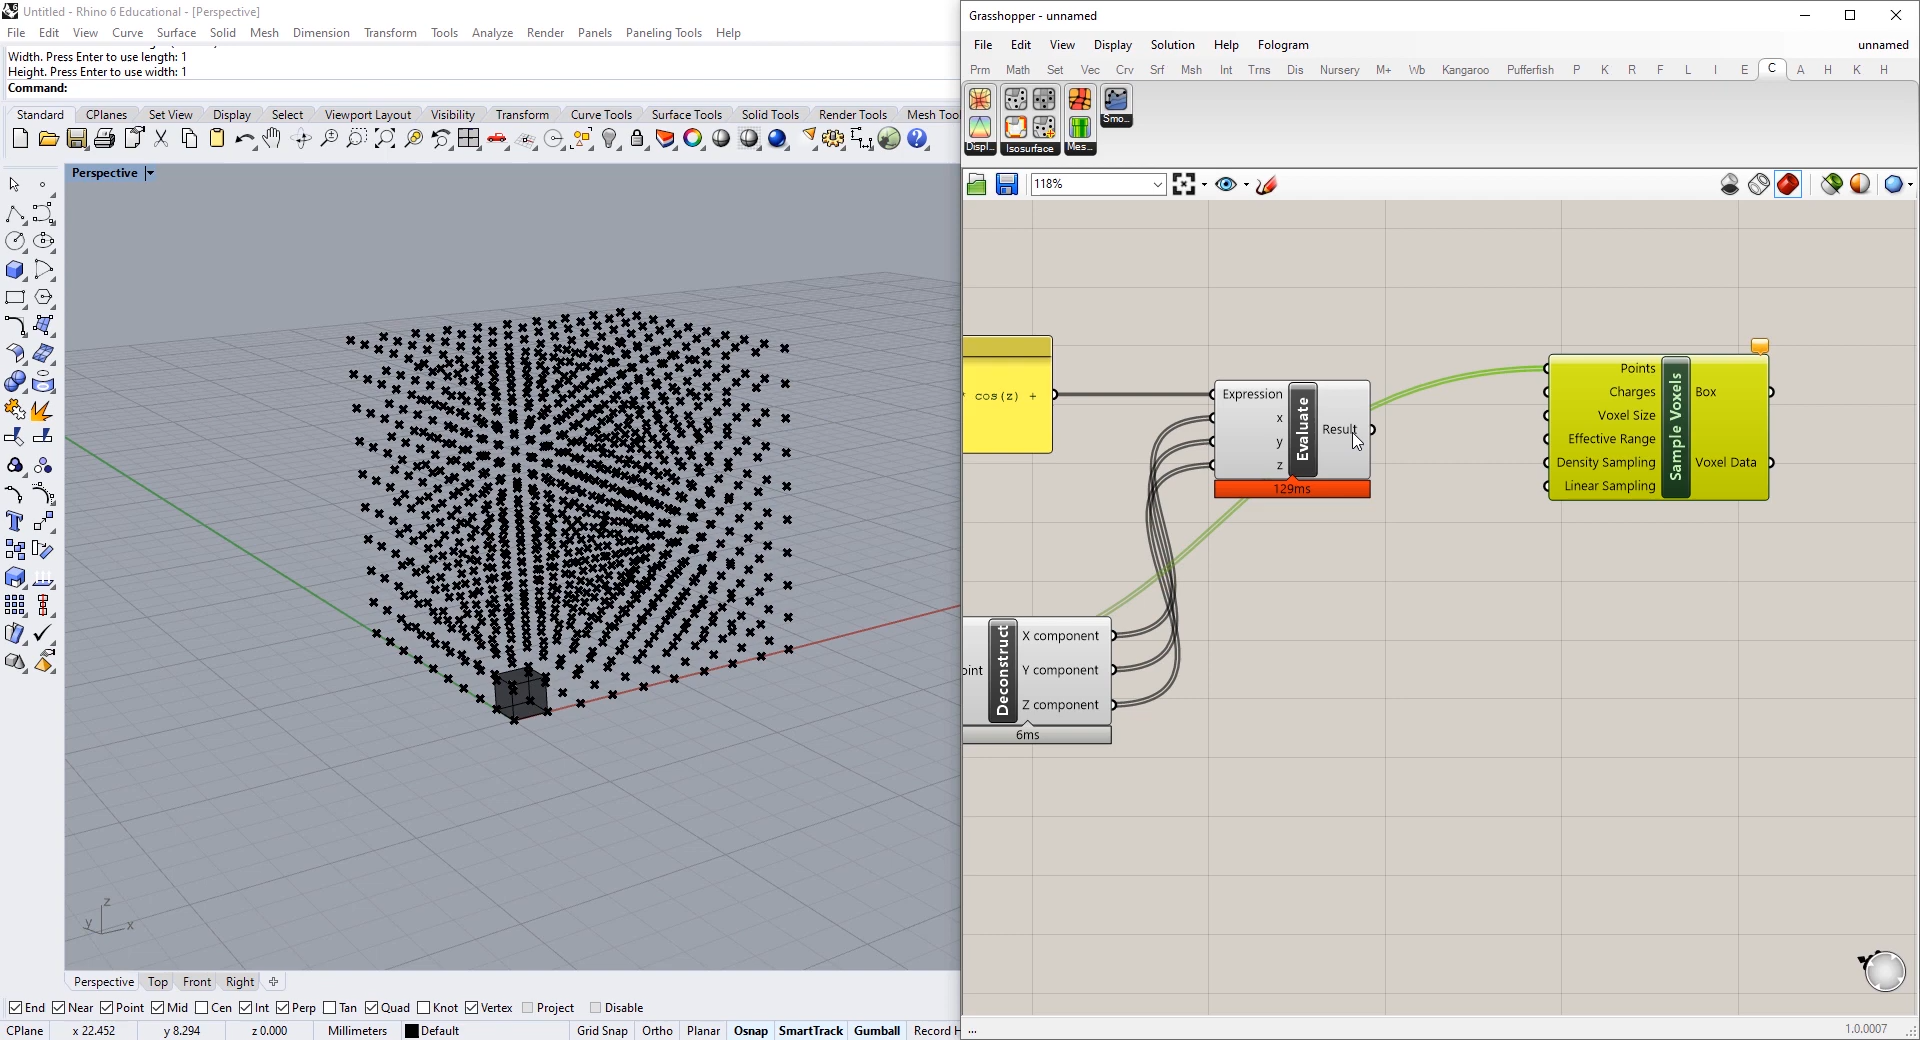 Untitled - Rhino 6 Educational - [Perspective]
File Edit View Curve Surface Solid Mesh Dimension Transform Tools Analyze Render Panels Paneling Tools Help
Width. Press Enter to use length: 1
Height. Press Enter to use width: 1
Command:
Standard CPlanes Set View Display Select Viewport Layout Visibility Transform Curve Tools Surface Tools Solid Tools Render Tools Mesh Tool
Perspective
z
y x
Perspective Top Front Right
End Near Point Mid Cen Int Perp Tan Quad Knot Vertex Project Disable
CPlane x 22.452 y 8.294 z 0.000 Millimeters Default Grid Snap Ortho Planar Osnap SmartTrack Gumball Record H
Grasshopper - unnamed
File Edit View Display Solution Help Fologram unnamed
Prm Math Set Vec Crv Srf Msh Int Trns Dis Nursery M+ Wb Kangaroo Pufferfish P K R F L I E C A H K H
Displ... Isosurface Mes... Smo...
118%
cos(z) +
Expression
x
y
z
Evaluate
Result
129ms
Points
Charges
Voxel Size
Effective Range
Density Sampling
Linear Sampling
Sample Voxels
Box
Voxel Data
oint
Deconstruct
X component
Y component
Z component
6ms
...
1.0.0007